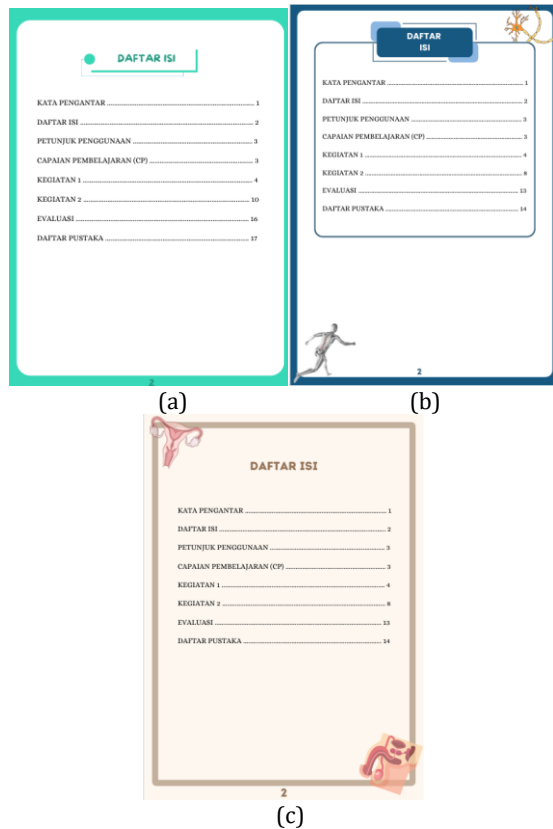 DAFTAR ISI
KATA PENGANTAR ........ 1
DAFTAR ISI ........ 2
PETUNJUK PENGGUNAAN ........ 3
CAPAIAN PEMBELAJARAN (CP) ........ 3
KEGIATAN 1 ........ 4
KEGIATAN 2 ........ 10
EVALUASI ........ 16
DAFTAR PUSTAKA ........ 17
2
(a)
DAFTAR
ISI
KATA PENGANTAR ........ 1
DAFTAR ISI ........ 2
PETUNJUK PENGGUNAAN ........ 3
CAPAIAN PEMBELAJARAN (CP) ........ 3
KEGIATAN 1 ........ 4
KEGIATAN 2 ........ 8
EVALUASI ........ 13
DAFTAR PUSTAKA ........ 14
2
(b)
DAFTAR ISI
KATA PENGANTAR ........ 1
DAFTAR ISI ........ 2
PETUNJUK PENGGUNAAN ........ 3
CAPAIAN PEMBELAJARAN (CP) ........ 3
KEGIATAN 1 ........ 4
KEGIATAN 2 ........ 8
EVALUASI ........ 13
DAFTAR PUSTAKA ........ 14
2
(c)